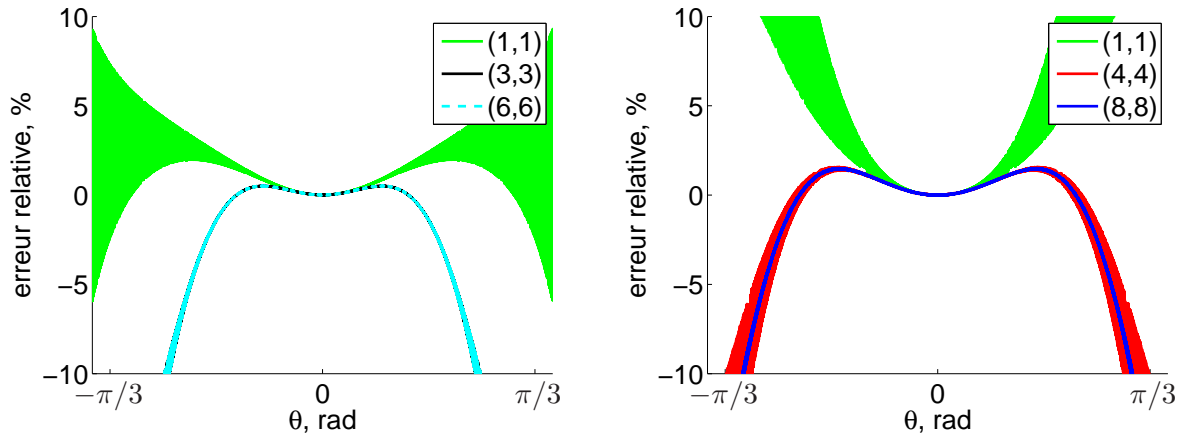 10
5
0
−5
−10
erreur relative, %
−π/3
0
π/3
θ, rad
(1,1)
(3,3)
(6,6)
10
5
0
−5
−10
erreur relative, %
−π/3
0
π/3
θ, rad
(1,1)
(4,4)
(8,8)